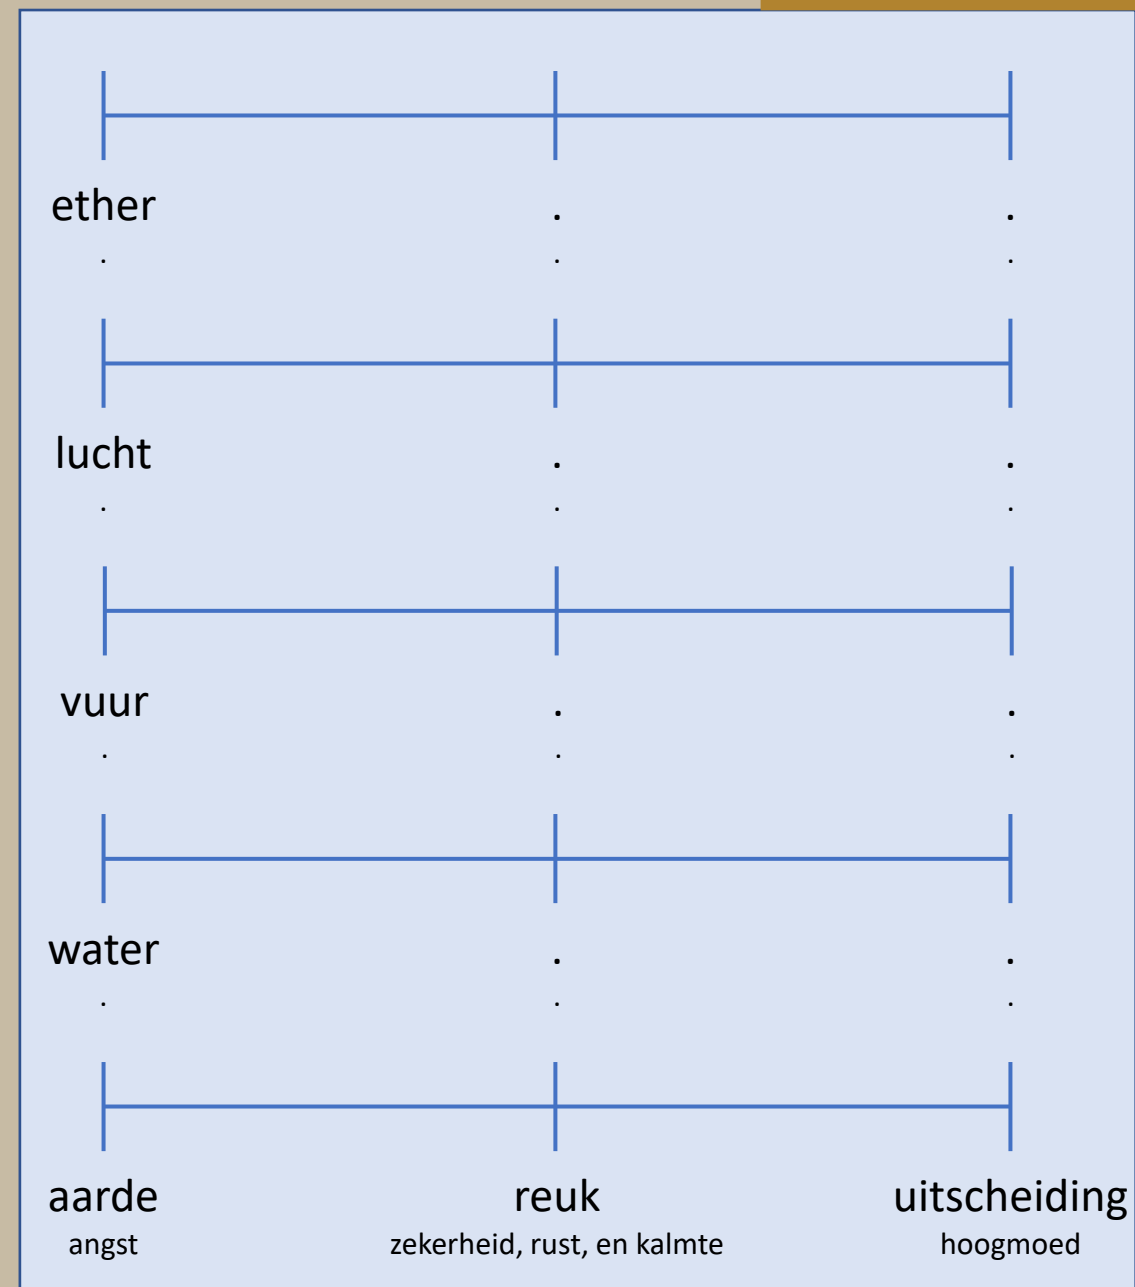 ether . .
. . .
lucht . .
. . .
vuur . .
. . .
water . .
. . .
aarde reuk uitscheiding
angst zekerheid, rust, en kalmte hoogmoed